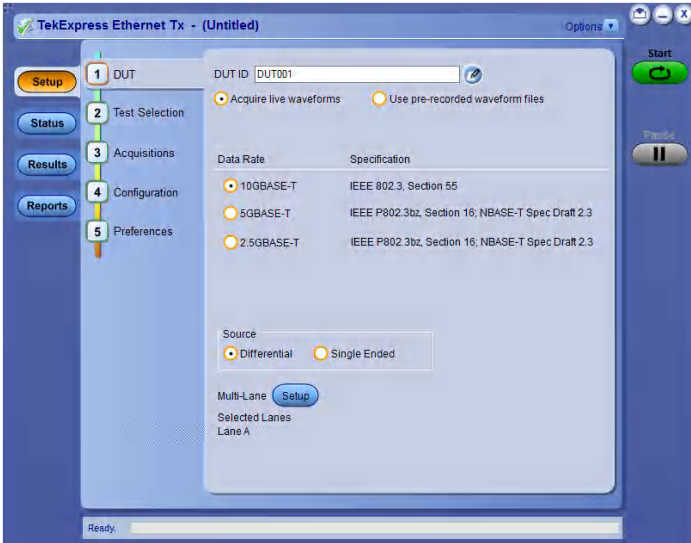 TekExpress Ethernet Tx - (Untitled)
Options
Start
Pause
Setup
Status
Results
Reports
1 DUT
2 Test Selection
3 Acquisitions
4 Configuration
5 Preferences
DUT ID DUT001
Acquire live waveforms Use pre-recorded waveform files
Data Rate Specification
10GBASE-T IEEE 802.3, Section 55
5GBASE-T IEEE P802.3bz, Section 16; NBASE-T Spec Draft 2.3
2.5GBASE-T IEEE P802.3bz, Section 16; NBASE-T Spec Draft 2.3
Source
Differential Single Ended
Multi-Lane Setup
Selected Lanes
Lane A
Ready.